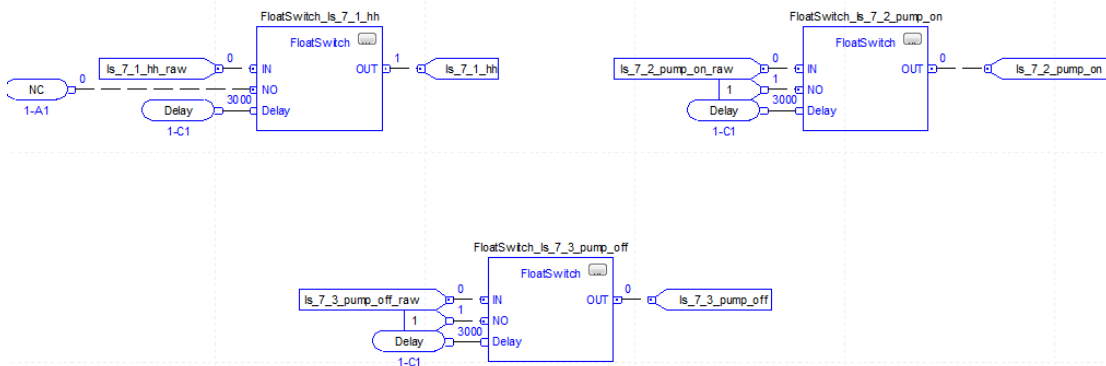 FloatSwitch_ls_7_1_hh
FloatSwitch ...
0
ls_7_1_hh_raw
IN
OUT
1
ls_7_1_hh
0
NC
1-A1
NO
3000
Delay
Delay
1-C1
FloatSwitch_ls_7_2_pump_on
FloatSwitch ...
0
ls_7_2_pump_on_raw
IN
OUT
0
ls_7_2_pump_on
1
1
NO
3000
Delay
Delay
1-C1
FloatSwitch_ls_7_3_pump_off
FloatSwitch ...
0
ls_7_3_pump_off_raw
IN
OUT
0
ls_7_3_pump_off
1
1
NO
3000
Delay
Delay
1-C1